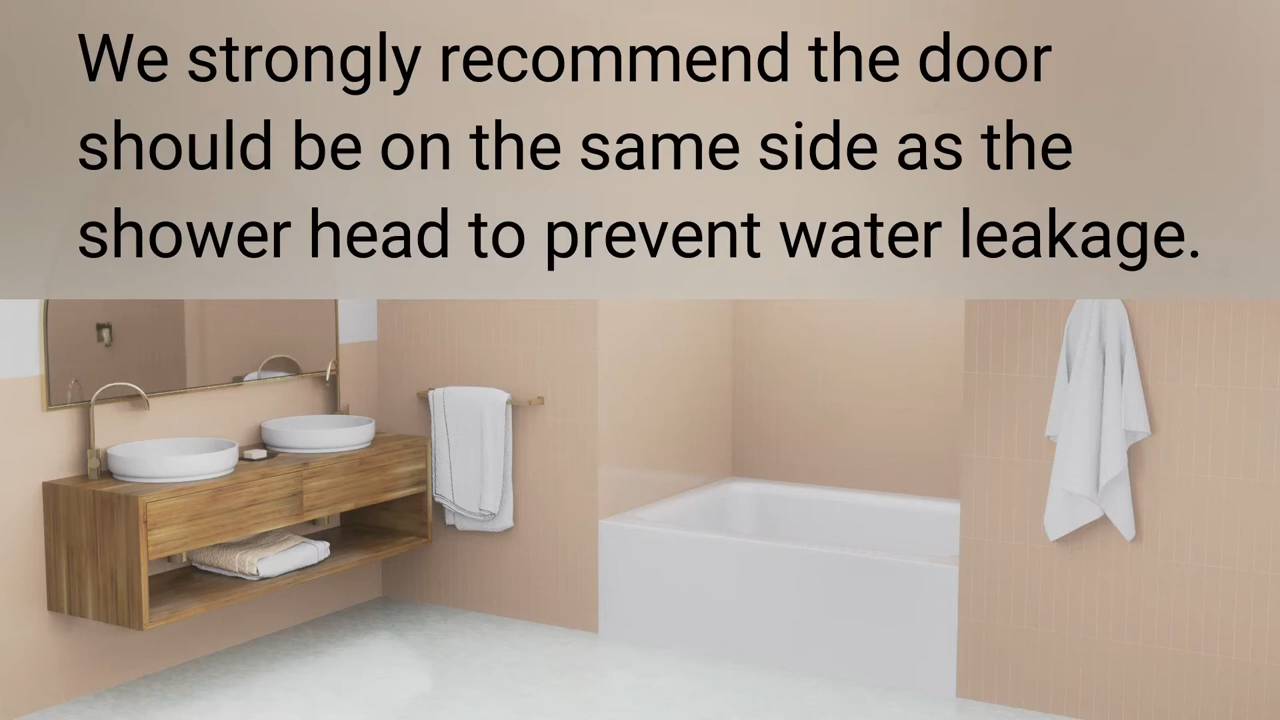 We strongly recommend the door
should be on the same side as the
shower head to prevent water leakage.